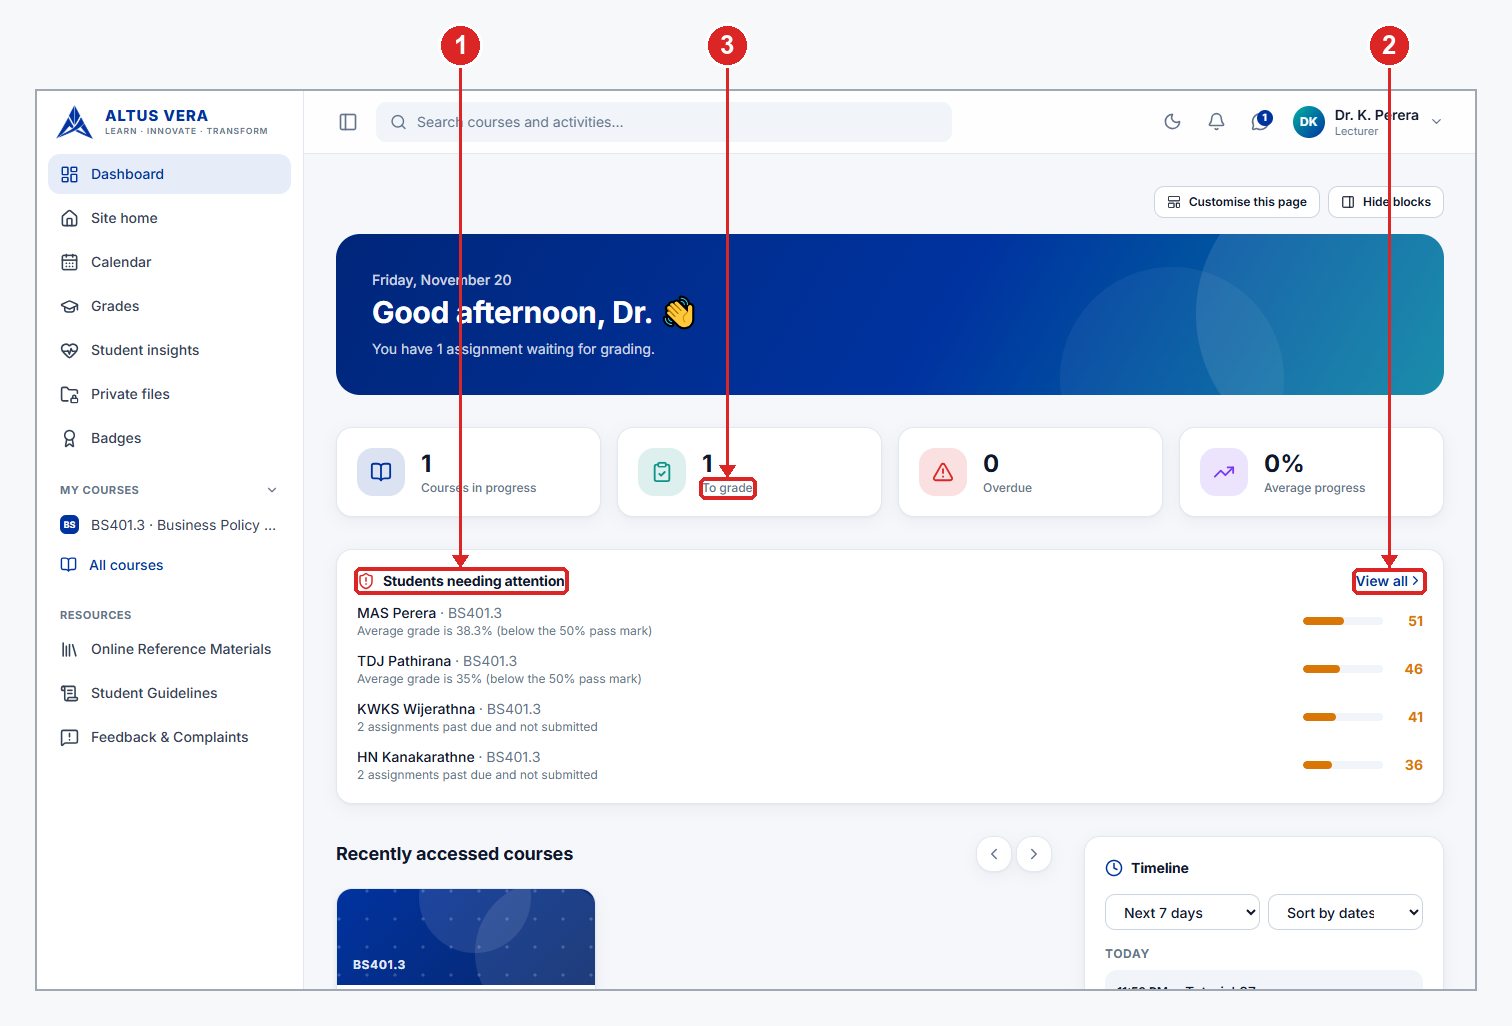 1
3
2
ALTUS VERA
LEARN · INNOVATE · TRANSFORM
Search courses and activities...
1
DK
Dr. K. Perera
Lecturer
Dashboard
Site home
Calendar
Grades
Student insights
Private files
Badges
MY COURSES
BS
BS401.3 · Business Policy ...
All courses
RESOURCES
Online Reference Materials
Student Guidelines
Feedback & Complaints
Customise this page
Hide blocks
Friday, November 20
Good afternoon, Dr. 👋
You have 1 assignment waiting for grading.
1
Courses in progress
1
To grade
0
Overdue
0%
Average progress
Students needing attention
View all
MAS Perera · BS401.3
Average grade is 38.3% (below the 50% pass mark)
51
TDJ Pathirana · BS401.3
Average grade is 35% (below the 50% pass mark)
46
KWKS Wijerathna · BS401.3
2 assignments past due and not submitted
41
HN Kanakarathne · BS401.3
2 assignments past due and not submitted
36
Recently accessed courses
BS401.3
Timeline
Next 7 days
Sort by dates
TODAY